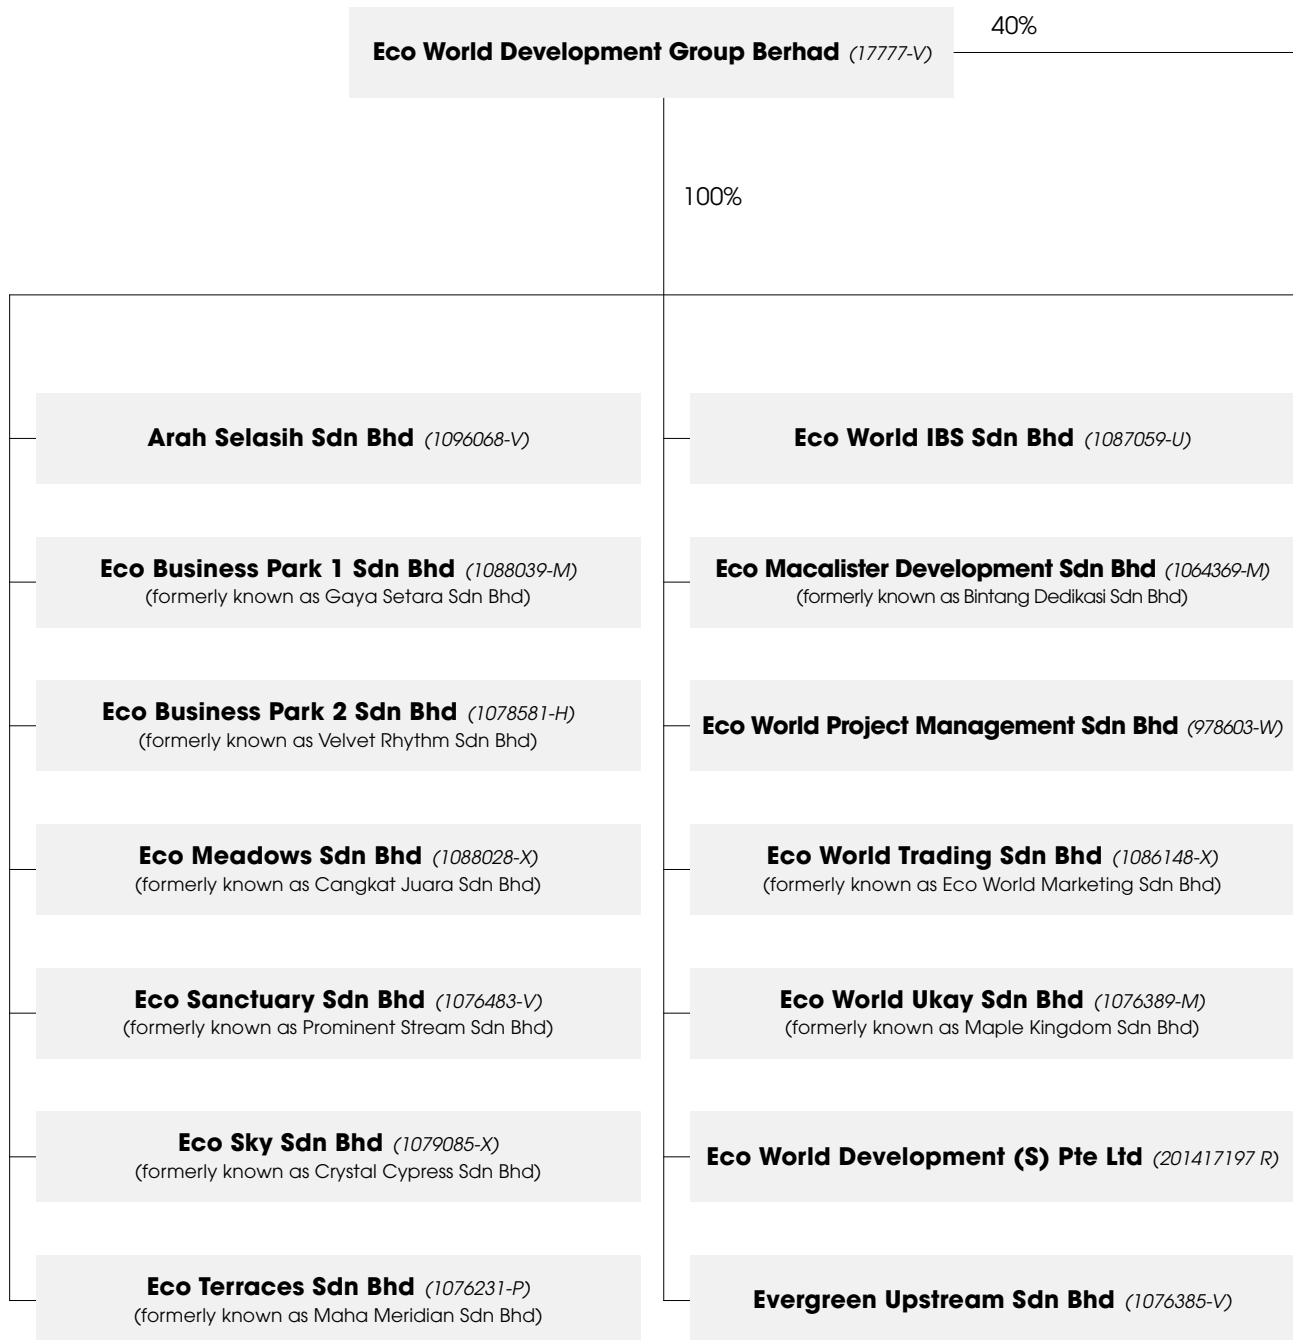 Eco World Development Group Berhad (17777-V)
40%
100%
Arah Selasih Sdn Bhd (1096068-V)
Eco Business Park 1 Sdn Bhd (1088039-M)
(formerly known as Gaya Setara Sdn Bhd)
Eco Business Park 2 Sdn Bhd (1078581-H)
(formerly known as Velvet Rhythm Sdn Bhd)
Eco Meadows Sdn Bhd (1088028-X)
(formerly known as Cangkat Juara Sdn Bhd)
Eco Sanctuary Sdn Bhd (1076483-V)
(formerly known as Prominent Stream Sdn Bhd)
Eco Sky Sdn Bhd (1079085-X)
(formerly known as Crystal Cypress Sdn Bhd)
Eco Terraces Sdn Bhd (1076231-P)
(formerly known as Maha Meridian Sdn Bhd)
Eco World IBS Sdn Bhd (1087059-U)
Eco Macalister Development Sdn Bhd (1064369-M)
(formerly known as Bintang Dedikasi Sdn Bhd)
Eco World Project Management Sdn Bhd (978603-W)
Eco World Trading Sdn Bhd (1086148-X)
(formerly known as Eco World Marketing Sdn Bhd)
Eco World Ukay Sdn Bhd (1076389-M)
(formerly known as Maple Kingdom Sdn Bhd)
Eco World Development (S) Pte Ltd (201417197 R)
Evergreen Upstream Sdn Bhd (1076385-V)